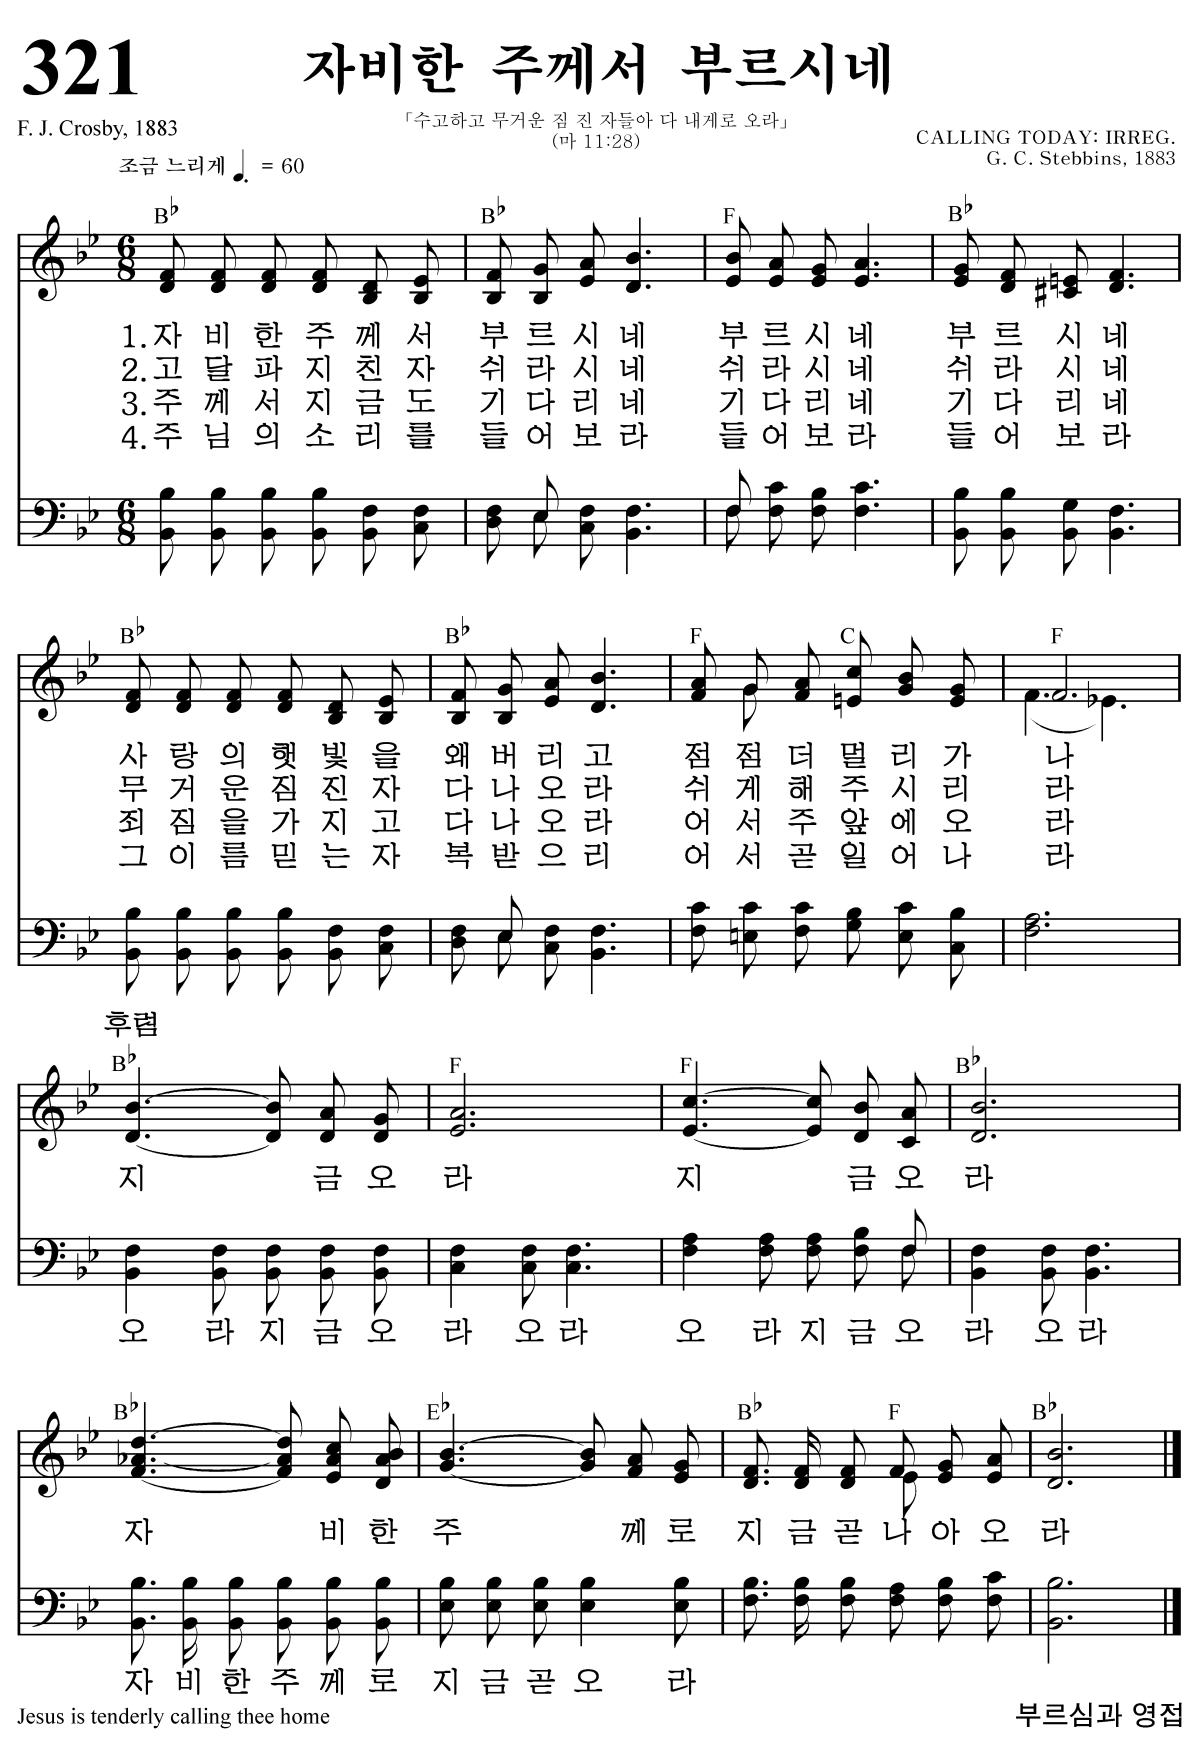 321
자비한 주께서 부르시네
F. J. Crosby, 1883
「수고하고 무거운 짐 진 자들아 다 내게로 오라」
(마 11:28)
CALLING TODAY: IRREG.
G. C. Stebbins, 1883
조금 느리게 ♩. = 60
B♭ B♭ F B♭
6/8
1.자 비 한 주 께 서 부 르 시 네 부 르 시 네 부 르 시 네
2.고 달 파 지 친 자 쉬 라 시 네 쉬 라 시 네 쉬 라 시 네
3.주 께 서 지 금 도 기 다 리 네 기 다 리 네 기 다 리 네
4.주 님 의 소 리 를 들 어 보 라 들 어 보 라 들 어 보 라
6/8
B♭ B♭ F C F
사 랑 의 햇 빛 을 왜 버 리 고 점 점 더 멀 리 가 나
무 거 운 짐 진 자 다 나 오 라 쉬 게 해 주 시 리 라
죄 짐 을 가 지 고 다 나 오 라 어 서 주 앞 에 오 라
그 이 름 믿 는 자 복 받 으 리 어 서 곧 일 어 나 라
후렴
B♭ F F B♭
지 금 오 라 지 금 오 라
오 라 지 금 오 라 오 라 오 라 지 금 오 라 오 라
B♭ E♭ B♭ F B♭
자 비 한 주 께 로 지 금 곧 나 아 오 라
자 비 한 주 께 로 지 금 곧 오 라
Jesus is tenderly calling thee home
부르심과 영접